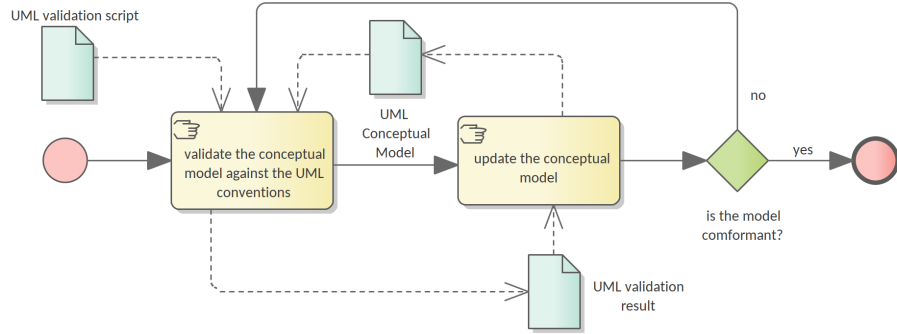 UML validation script
UML
Conceptual
Model
no
validate the conceptual
model against the UML
conventions
update the conceptual
model
yes
is the model
comformant?
UML validation
result